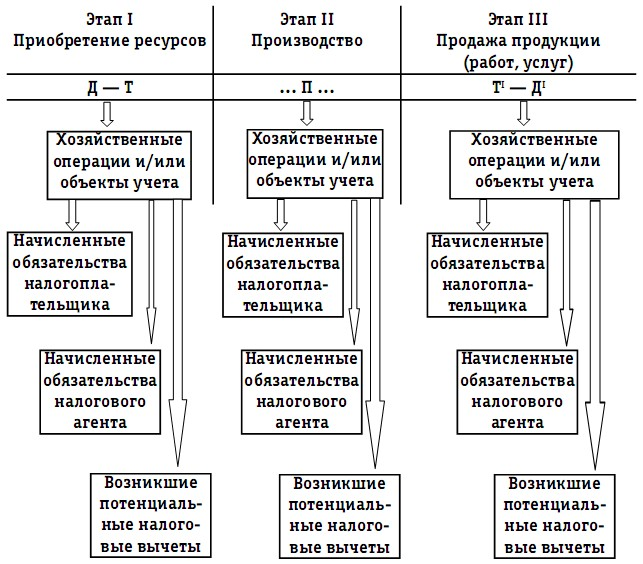 Этап I
Приобретение ресурсов
Этап II
Производство
Этап III
Продажа продукции
(работ, услуг)
Д — Т
... П ...
Tᴵ — Дᴵ
Хозяйственные
операции и/или
объекты учета
Хозяйственные
операции и/или
объекты учета
Хозяйственные
операции и/или
объекты учета
Начисленные
обязательства
налогопла-
тельщика
Начисленные
обязательства
налогопла-
тельщика
Начисленные
обязательства
налогопла-
тельщика
Начисленные
обязательства
налогового
агента
Начисленные
обязательства
налогового
агента
Начисленные
обязательства
налогового
агента
Возникшие
потенциаль-
ные налого-
вые вычеты
Возникшие
потенциаль-
ные налого-
вые вычеты
Возникшие
потенциаль-
ные налого-
вые вычеты